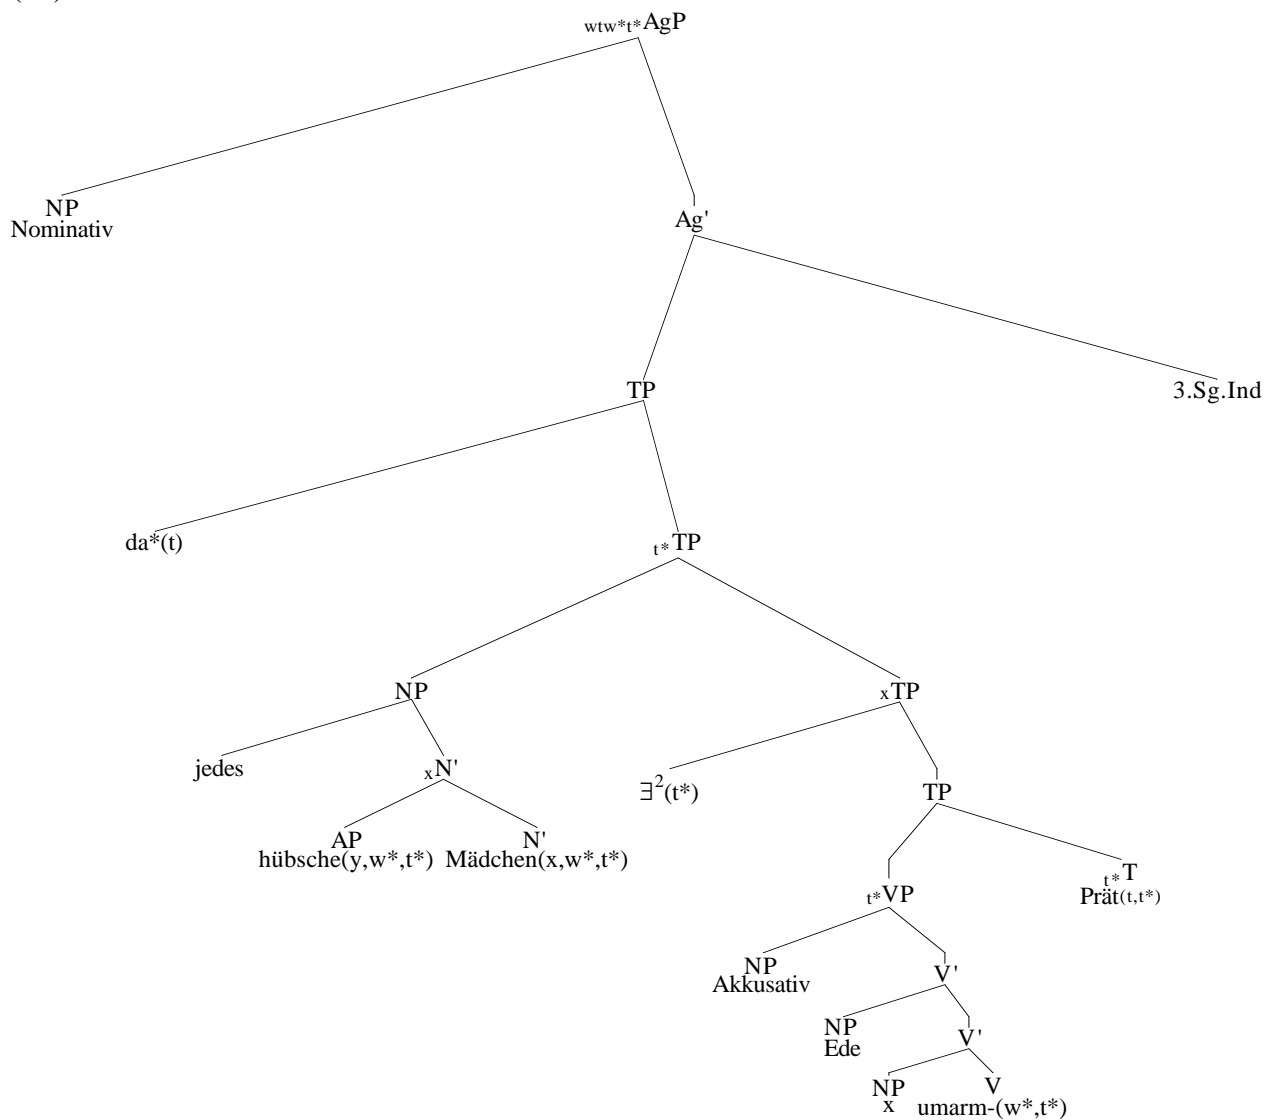 wtw*t*AgP
NP
Nominativ
Ag'
TP
3.Sg.Ind
da*(t)
t*TP
NP
xTP
jedes
xN'
∃²(t*)
TP
AP
N'
hübsche(y,w*,t*)
Mädchen(x,w*,t*)
t*T
Prät(t,t*)
t*VP
NP
Akkusativ
V'
NP
Ede
V'
NP
x
V
umarm-(w*,t*)